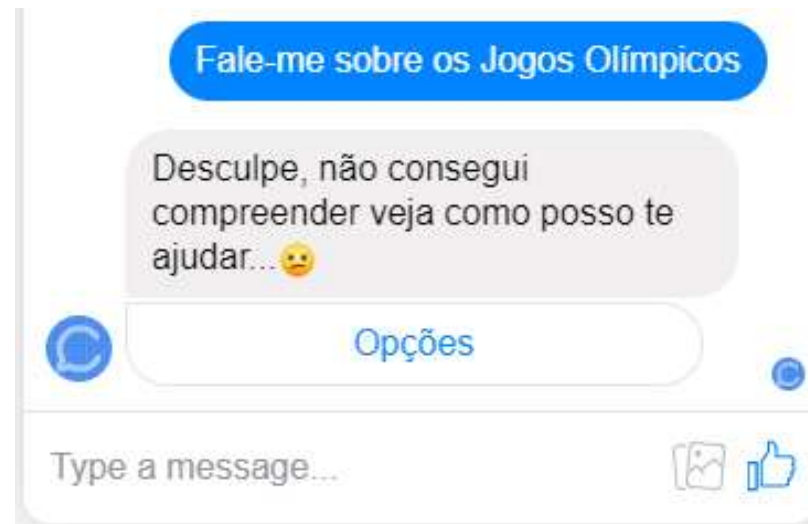 Fale-me sobre os Jogos Olímpicos
Desculpe, não consegui
compreender veja como posso te
ajudar...🤕
Opções
Type a message...